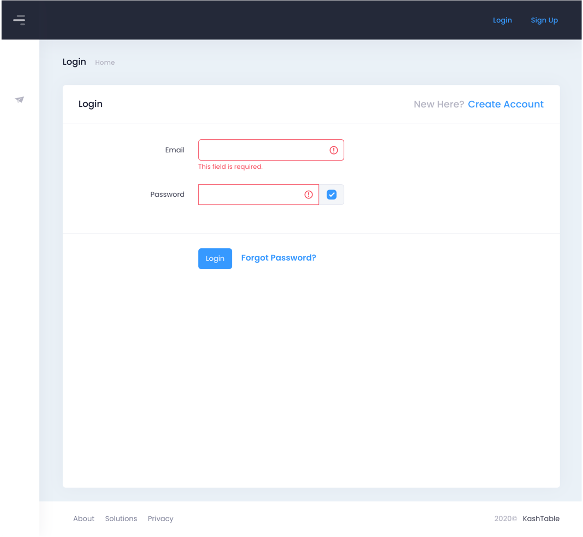 Login Sign Up
Login Home
Login New Here? Create Account
Email
This field is required.
Password
Login Forgot Password?
About Solutions Privacy 2020© KashTable